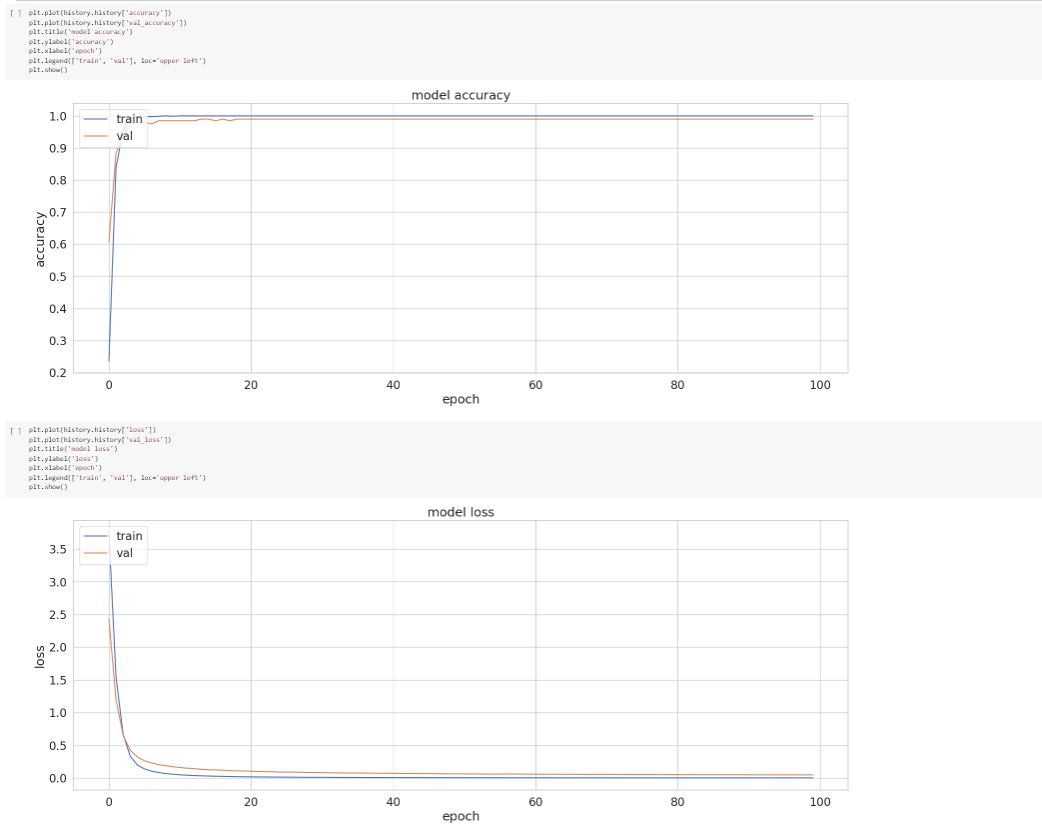 [ ] plt.plot(history.history['accuracy'])
plt.plot(history.history['val_accuracy'])
plt.title('model accuracy')
plt.ylabel('accuracy')
plt.xlabel('epoch')
plt.legend(['train', 'val'], loc='upper left')
plt.show()
model accuracy
train
val
1.0
0.9
0.8
0.7
0.6
0.5
0.4
0.3
0.2
accuracy
0 20 40 60 80 100
epoch
[ ] plt.plot(history.history['loss'])
plt.plot(history.history['val_loss'])
plt.title('model loss')
plt.ylabel('loss')
plt.xlabel('epoch')
plt.legend(['train', 'val'], loc='upper left')
plt.show()
model loss
train
val
3.5
3.0
2.5
2.0
1.5
1.0
0.5
0.0
loss
0 20 40 60 80 100
epoch